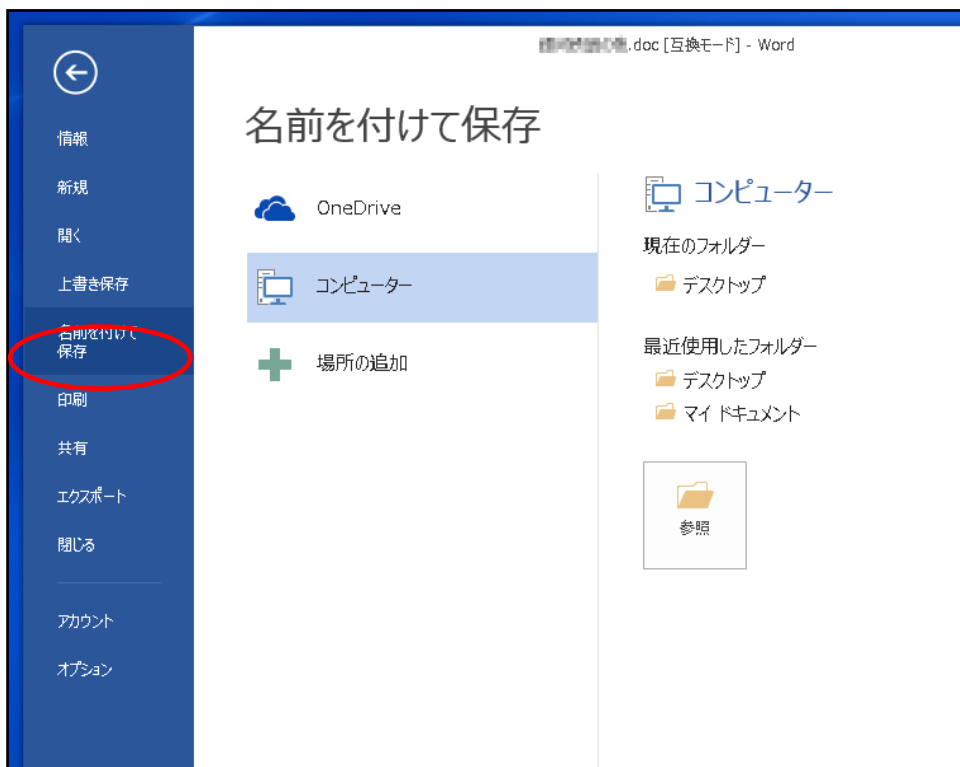 .doc [互換モード] - Word
情報
新規
開く
上書き保存
名前を付けて
保存
印刷
共有
エクスポート
閉じる
アカウント
オプション
名前を付けて保存
OneDrive
コンピューター
場所の追加
コンピューター
現在のフォルダー
デスクトップ
最近使用したフォルダー
デスクトップ
マイ ドキュメント
参照